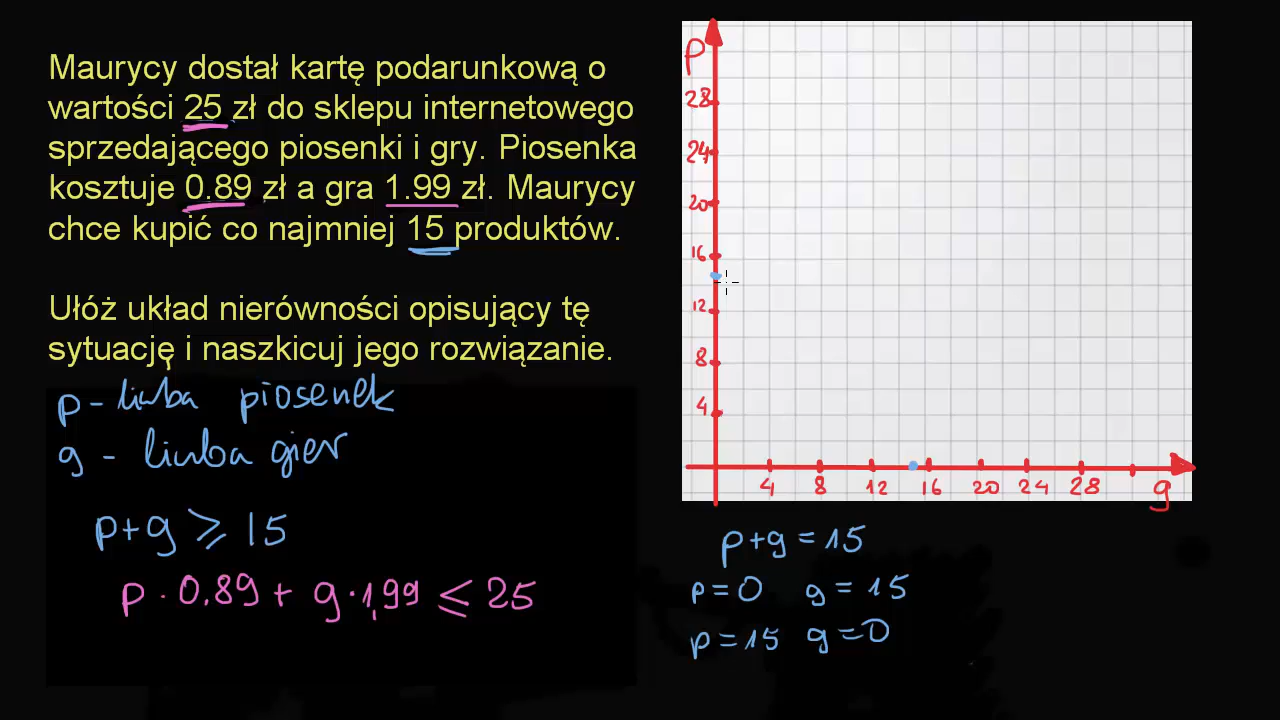 Maurycy dostał kartę podarunkową o
wartości 25 zł do sklepu internetowego
sprzedającego piosenki i gry. Piosenka
kosztuje 0.89 zł a gra 1.99 zł. Maurycy
chce kupić co najmniej 15 produktów.
Ułóż układ nierówności opisujący tę
sytuację i naszkicuj jego rozwiązanie.
p - liczba piosenek
g - liczba gier
p+g ⩾ 15
p · 0.89 + g · 1,99 ≤ 25
P
28
24
20
16
12
8
4
4 8 12 16 20 24 28 g
p+g = 15
p = 0 g = 15
p = 15 g = 0